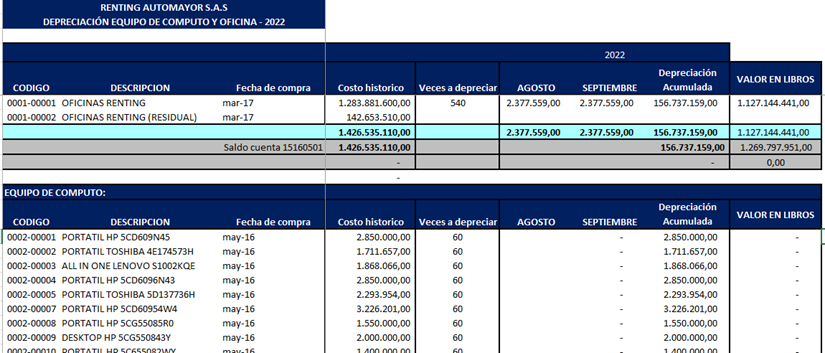 RENTING AUTOMAYOR S.A.S
DEPRECIACIÓN EQUIPO DE COMPUTO Y OFICINA - 2022
2022
CODIGO DESCRIPCION Fecha de compra Costo historico Veces a depreciar AGOSTO SEPTIEMBRE Depreciación Acumulada VALOR EN LIBROS
0001-00001 OFICINAS RENTING mar-17 1.283.881.600,00 540 2.377.559,00 2.377.559,00 156.737.159,00 1.127.144.441,00
0001-00002 OFICINAS RENTING (RESIDUAL) mar-17 142.653.510,00
1.426.535.110,00 2.377.559,00 2.377.559,00 156.737.159,00 1.127.144.441,00
Saldo cuenta 15160501 1.426.535.110,00 156.737.159,00 1.269.797.951,00
- - 0,00
-
EQUIPO DE COMPUTO:
CODIGO DESCRIPCION Fecha de compra Costo historico Veces a depreciar AGOSTO SEPTIEMBRE Depreciación Acumulada VALOR EN LIBROS
0002-00001 PORTATIL HP 5CD609N45 may-16 2.850.000,00 60 - 2.850.000,00 -
0002-00002 PORTATIL TOSHIBA 4E174573H may-16 1.711.657,00 60 - 1.711.657,00 -
0002-00003 ALL IN ONE LENOVO S1002KQE may-16 1.868.066,00 60 - 1.868.066,00 -
0002-00004 PORTATIL HP 5CD6096N43 may-16 2.850.000,00 60 - 2.850.000,00 -
0002-00005 PORTATIL TOSHIBA 5D137736H may-16 2.293.954,00 60 - 2.293.954,00 -
0002-00007 PORTATIL HP 5CD60954W4 may-16 3.226.201,00 60 - 3.226.201,00 -
0002-00008 PORTATIL HP 5CG55085R0 may-16 1.550.000,00 60 - 1.550.000,00 -
0002-00009 DESKTOP HP 5CG550843Y may-16 2.000.000,00 60 - 2.000.000,00 -
0002-00010 PORTATIL HP 5C655082WY may-16 1.400.000,00 60 - 1.400.000,00 -